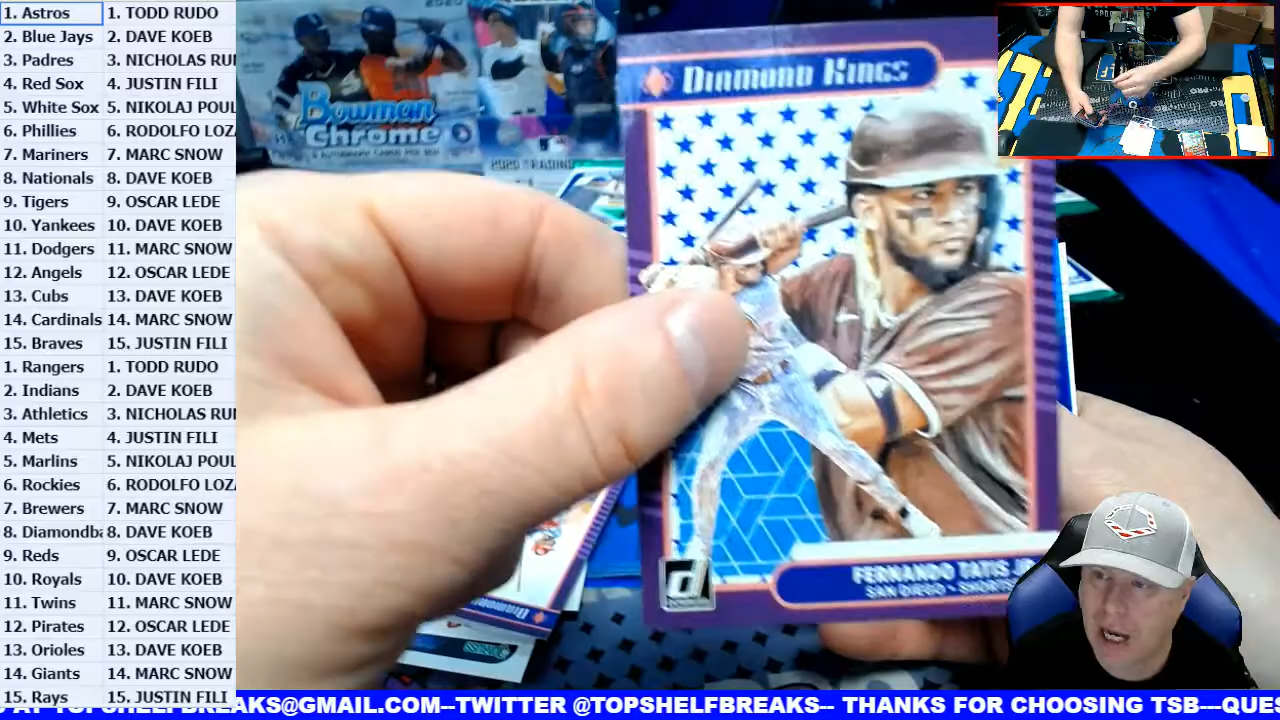 1. Astros 1. TODD RUDO
2. Blue Jays 2. DAVE KOEB
3. Padres 3. NICHOLAS RU
4. Red Sox 4. JUSTIN FILI
5. White Sox 5. NIKOLAJ POUL
6. Phillies 6. RODOLFO LOZ
7. Mariners 7. MARC SNOW
8. Nationals 8. DAVE KOEB
9. Tigers 9. OSCAR LEDE
10. Yankees 10. DAVE KOEB
11. Dodgers 11. MARC SNOW
12. Angels 12. OSCAR LEDE
13. Cubs 13. DAVE KOEB
14. Cardinals 14. MARC SNOW
15. Braves 15. JUSTIN FILI
1. Rangers 1. TODD RUDO
2. Indians 2. DAVE KOEB
3. Athletics 3. NICHOLAS RU
4. Mets 4. JUSTIN FILI
5. Marlins 5. NIKOLAJ POUL
6. Rockies 6. RODOLFO LOZ
7. Brewers 7. MARC SNOW
8. Diamondb 8. DAVE KOEB
9. Reds 9. OSCAR LEDE
10. Royals 10. DAVE KOEB
11. Twins 11. MARC SNOW
12. Pirates 12. OSCAR LEDE
13. Orioles 13. DAVE KOEB
14. Giants 14. MARC SNOW
15. Rays 15. JUSTIN FILI
2020
Bowman
Chrome
DIAMOND KINGS
FERNANDO TATIS JR
SAN DIEGO - SHORTS
d
AT TOPSHELFBREAKS@GMAIL.COM--TWITTER @TOPSHELFBREAKS-- THANKS FOR CHOOSING TSB---QUES